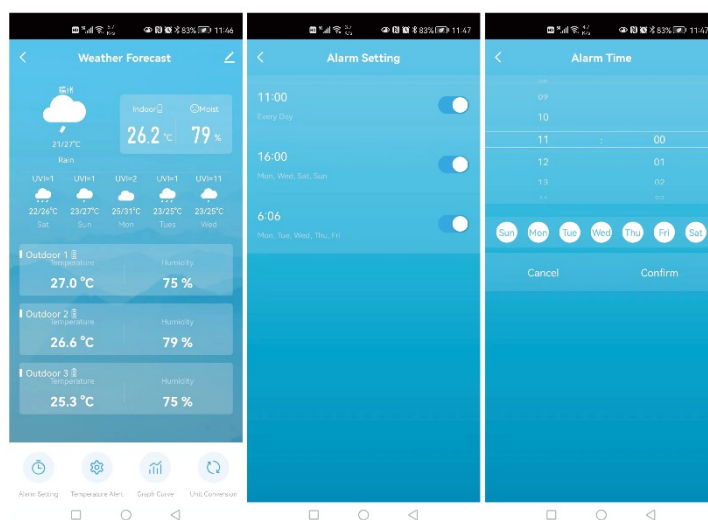 83% 11:46
Weather Forecast
Indoor
Moist
26.2 °C
79 %
21/27°C
Rain
UVI=1 UVI=1 UVI=2 UVI=1 UVI=11
22/26°C 23/27°C 25/31°C 23/25°C 23/25°C
Sat Sun Mon Tues Wed
Outdoor 1
Temperature Humidity
27.0 °C 75 %
Outdoor 2
Temperature Humidity
26.6 °C 79 %
Outdoor 3
Temperature Humidity
25.3 °C 75 %
Alarm Setting Temperature Alert Graph Curve Unit Conversion
83% 11:47
Alarm Setting
11:00
Every Day
16:00
Mon, Wed, Sat, Sun
6:06
Mon, Tue, Wed, Thu, Fri
83% 11:47
Alarm Time
09
10
11 : 00
12 01
13 02
Sun Mon Tue Wed Thu Fri Sat
Cancel Confirm